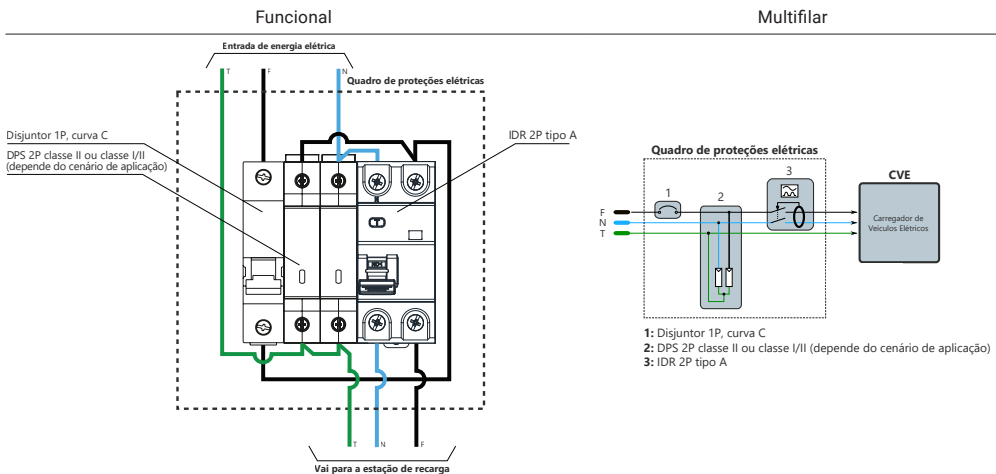 Funcional
Multifilar
Entrada de energia elétrica
T F N
Quadro de proteções elétricas
Disjuntor 1P, curva C
DPS 2P classe II ou classe I/II
(depende do cenário de aplicação)
IDR 2P tipo A
T N F
Vai para a estação de recarga
Quadro de proteções elétricas
CVE
1
2
3
F
N
T
Carregador de
Veículos Elétricos
1: Disjuntor 1P, curva C
2: DPS 2P classe II ou classe I/II (depende do cenário de aplicação)
3: IDR 2P tipo A